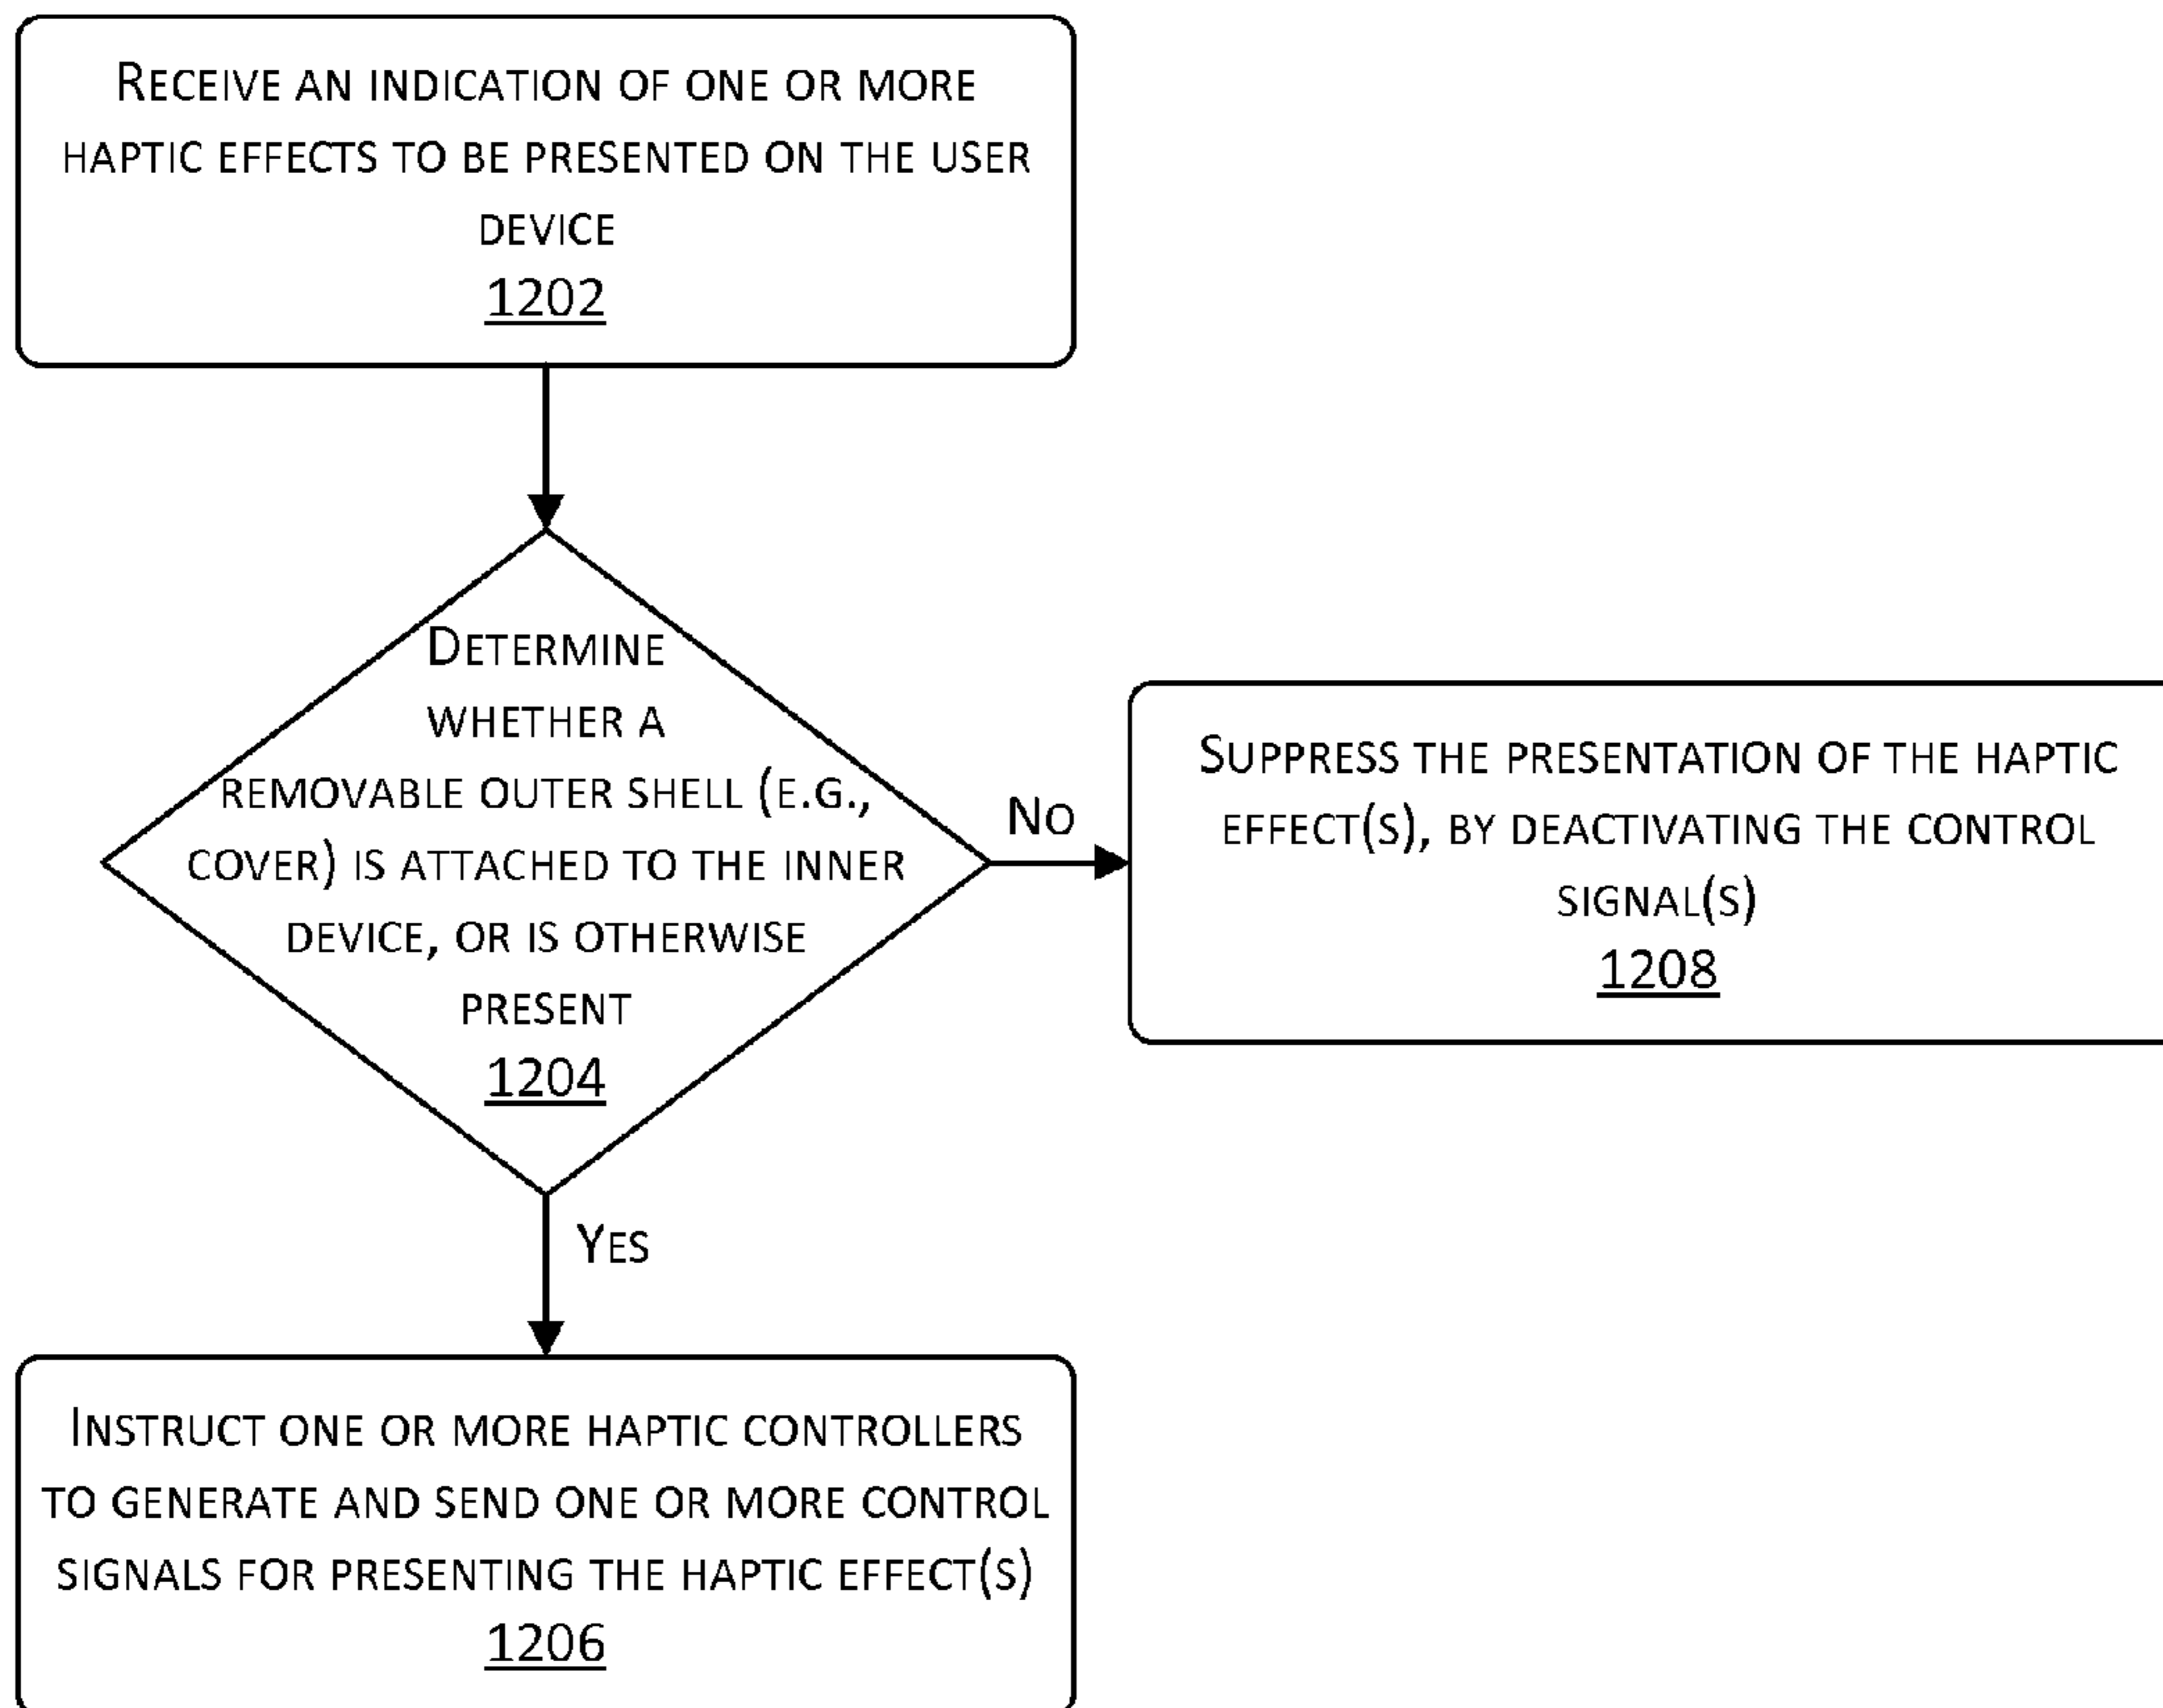 Receive an indication of one or more
haptic effects to be presented on the user
device
1202
Determine
whether a
removable outer shell (e.g.,
cover) is attached to the inner
device, or is otherwise
present
1204
No
Suppress the presentation of the haptic
effect(s), by deactivating the control
signal(s)
1208
Yes
Instruct one or more haptic controllers
to generate and send one or more control
signals for presenting the haptic effect(s)
1206